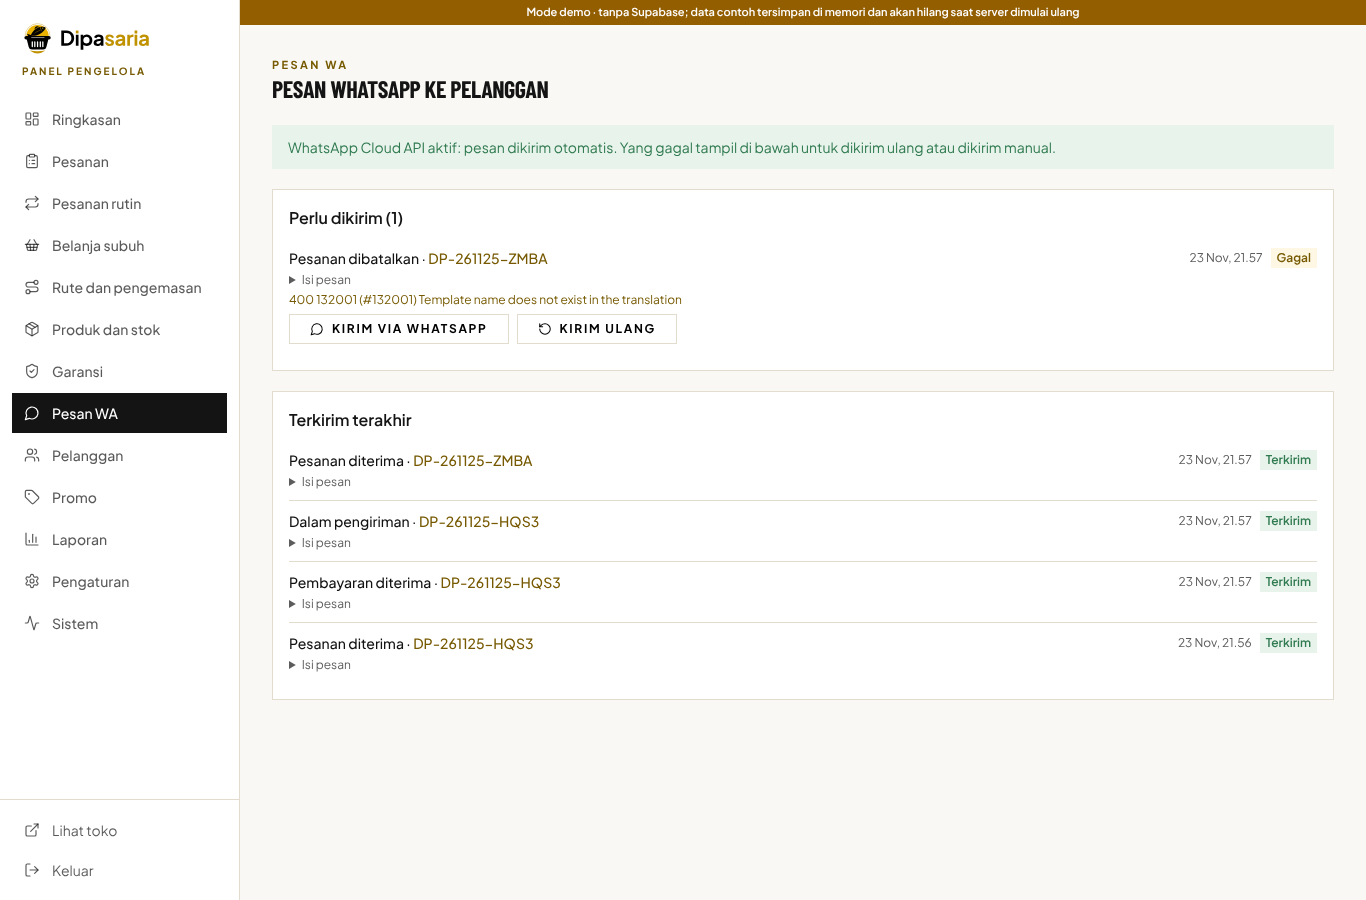 Mode demo · tanpa Supabase; data contoh tersimpan di memori dan akan hilang saat server dimulai ulang
Dipasaria
PANEL PENGELOLA
Ringkasan
Pesanan
Pesanan rutin
Belanja subuh
Rute dan pengemasan
Produk dan stok
Garansi
Pesan WA
Pelanggan
Promo
Laporan
Pengaturan
Sistem
Lihat toko
Keluar
PESAN WA
PESAN WHATSAPP KE PELANGGAN
WhatsApp Cloud API aktif: pesan dikirim otomatis. Yang gagal tampil di bawah untuk dikirim ulang atau dikirim manual.
Perlu dikirim (1)
Pesanan dibatalkan · DP-261125-ZMBA 23 Nov, 21.57 Gagal
Isi pesan
400 132001 (#132001) Template name does not exist in the translation
KIRIM VIA WHATSAPP KIRIM ULANG
Terkirim terakhir
Pesanan diterima · DP-261125-ZMBA 23 Nov, 21.57 Terkirim
Isi pesan
Dalam pengiriman · DP-261125-HQS3 23 Nov, 21.57 Terkirim
Isi pesan
Pembayaran diterima · DP-261125-HQS3 23 Nov, 21.57 Terkirim
Isi pesan
Pesanan diterima · DP-261125-HQS3 23 Nov, 21.56 Terkirim
Isi pesan